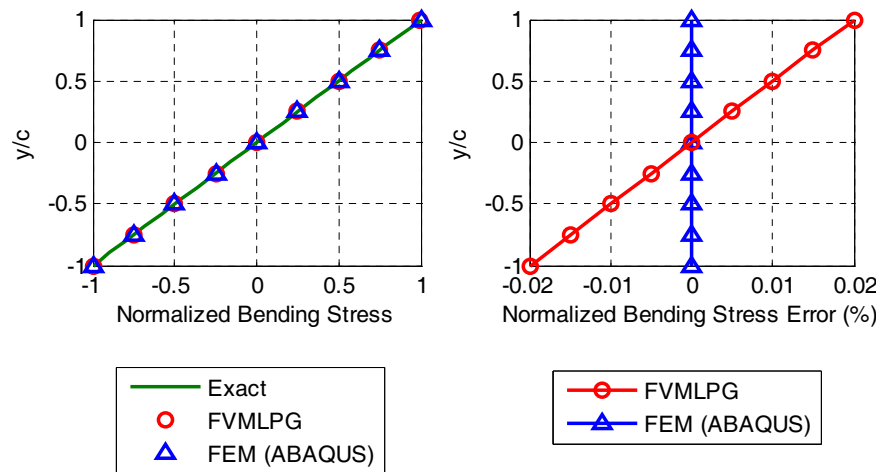 1
0.5
0
-0.5
-1
y/c
-1
-0.5
0
0.5
1
Normalized Bending Stress
Exact
FVMLPG
FEM (ABAQUS)
1
0.5
0
-0.5
-1
y/c
-0.02
-0.01
0
0.01
0.02
Normalized Bending Stress Error (%)
FVMLPG
FEM (ABAQUS)